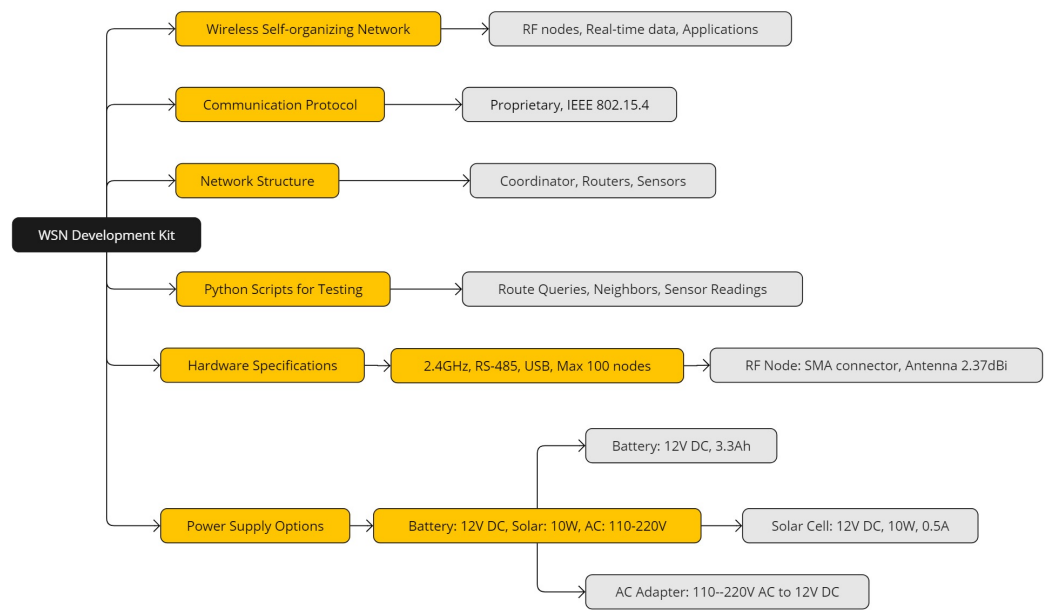 Wireless Self-organizing Network
RF nodes, Real-time data, Applications
Communication Protocol
Proprietary, IEEE 802.15.4
Network Structure
Coordinator, Routers, Sensors
WSN Development Kit
Python Scripts for Testing
Route Queries, Neighbors, Sensor Readings
Hardware Specifications
2.4GHz, RS-485, USB, Max 100 nodes
RF Node: SMA connector, Antenna 2.37dBi
Battery: 12V DC, 3.3Ah
Power Supply Options
Battery: 12V DC, Solar: 10W, AC: 110-220V
Solar Cell: 12V DC, 10W, 0.5A
AC Adapter: 110--220V AC to 12V DC